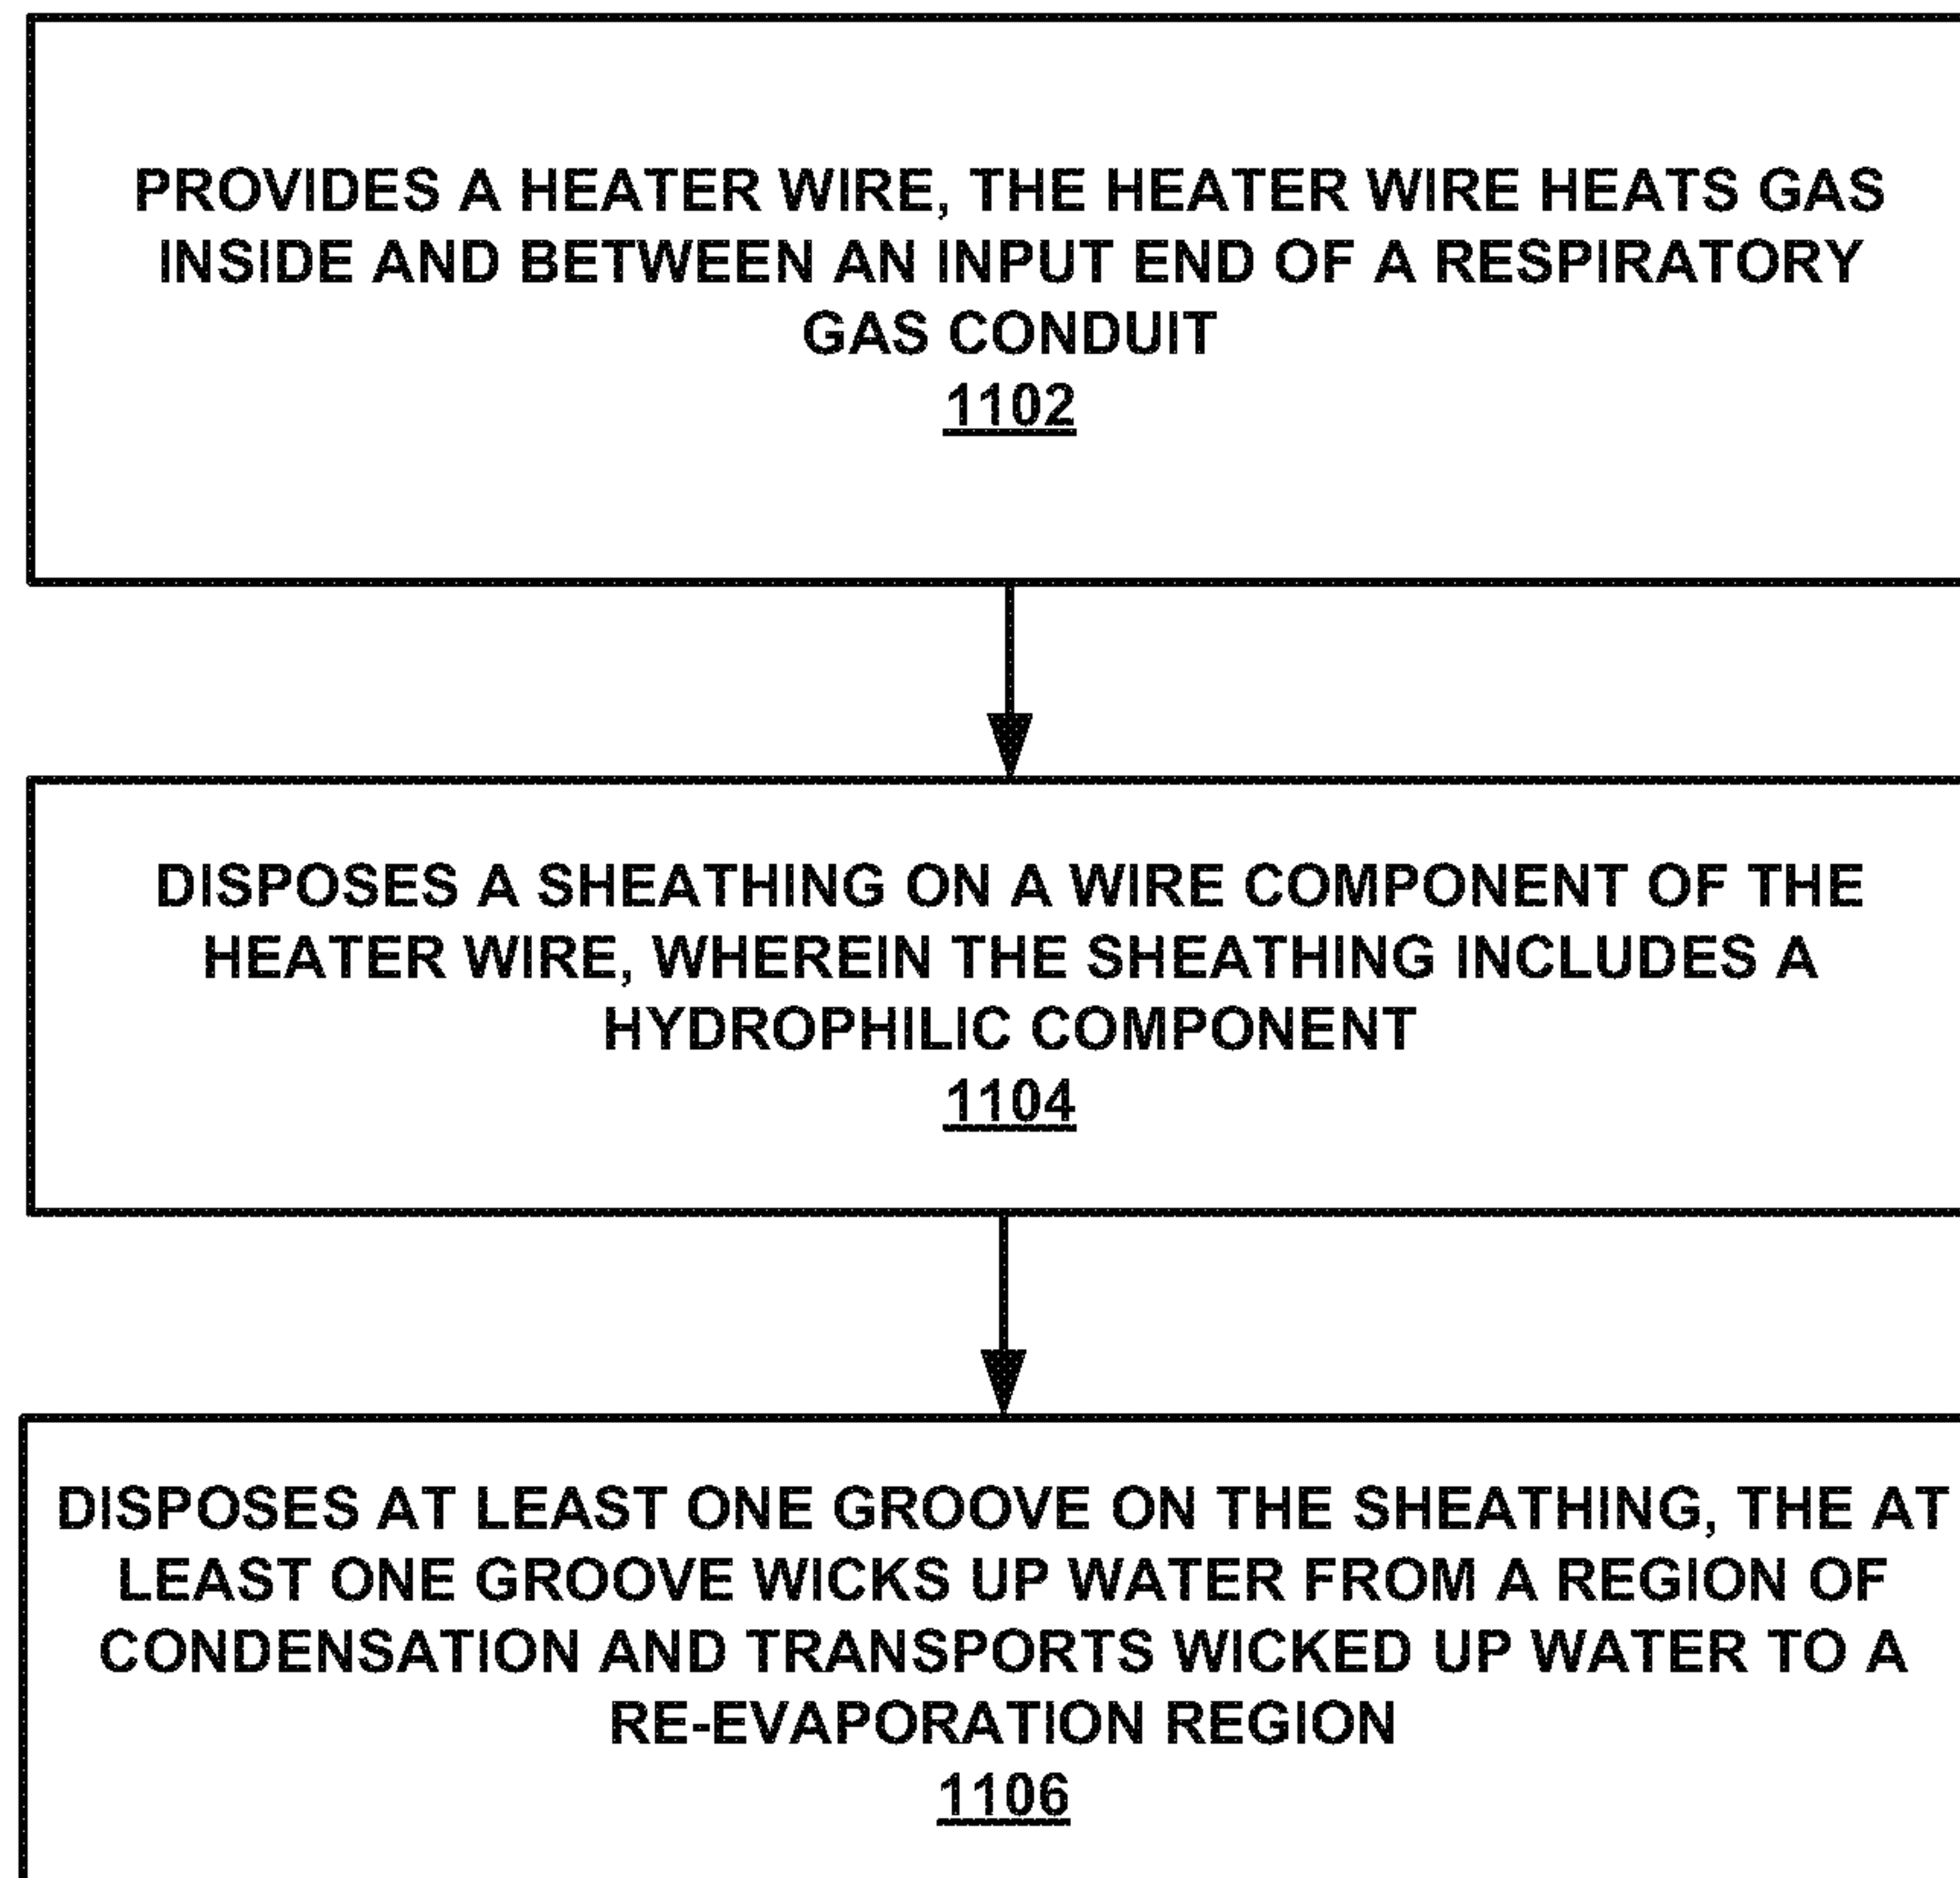 PROVIDES A HEATER WIRE, THE HEATER WIRE HEATS GAS
INSIDE AND BETWEEN AN INPUT END OF A RESPIRATORY
GAS CONDUIT
1102
DISPOSES A SHEATHING ON A WIRE COMPONENT OF THE
HEATER WIRE, WHEREIN THE SHEATHING INCLUDES A
HYDROPHILIC COMPONENT
1104
DISPOSES AT LEAST ONE GROOVE ON THE SHEATHING, THE AT
LEAST ONE GROOVE WICKS UP WATER FROM A REGION OF
CONDENSATION AND TRANSPORTS WICKED UP WATER TO A
RE-EVAPORATION REGION
1106